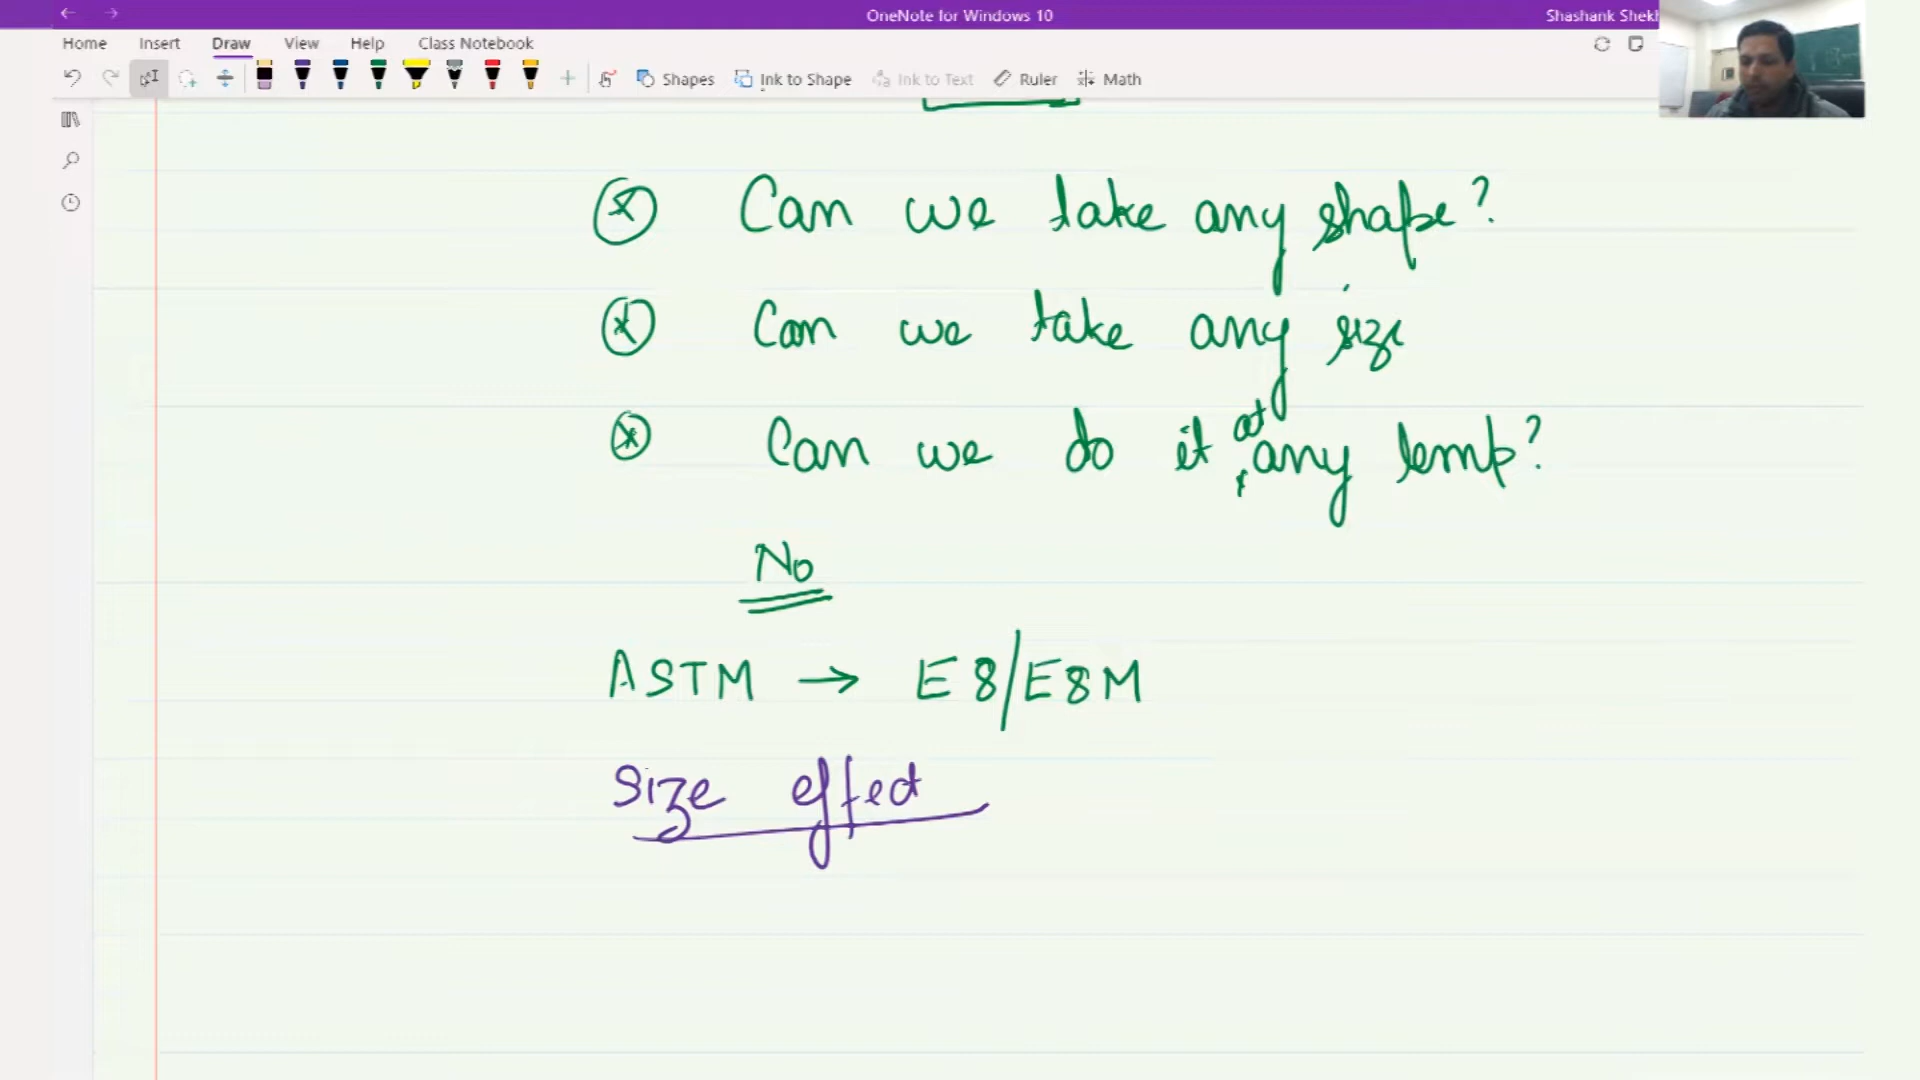 OneNote for Windows 10
Shashank Shekh
Home Insert Draw View Help Class Notebook
Shapes Ink to Shape Ink to Text Ruler Math
Can we take any shape?
Can we take any size
Can we do it at any temp?
No
ASTM → E8/E8M
Size effect